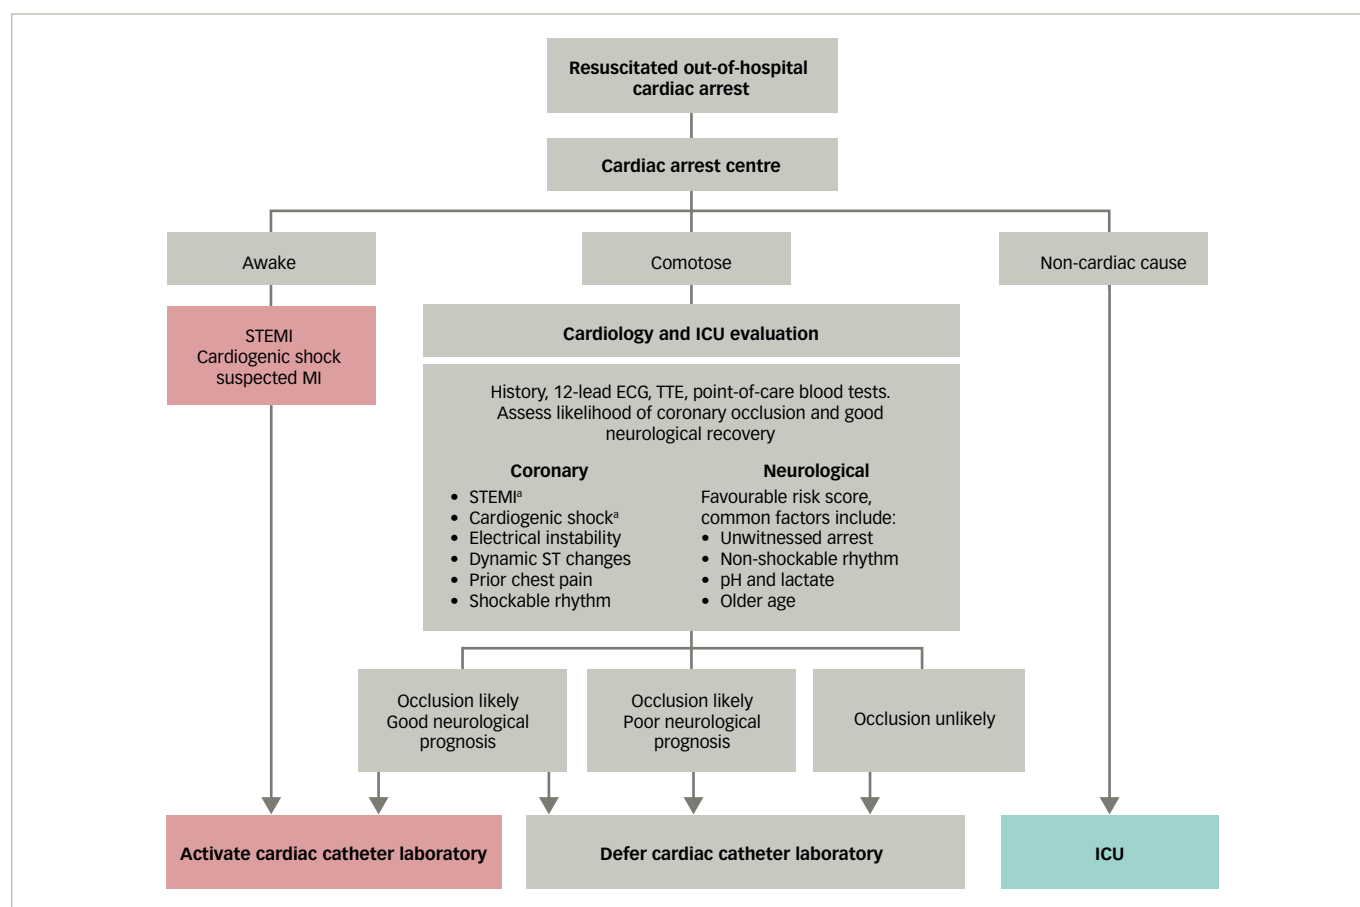 Resuscitated out-of-hospital
cardiac arrest
Cardiac arrest centre
Awake
Comotose
Non-cardiac cause
STEMI
Cardiogenic shock
suspected MI
Cardiology and ICU evaluation
History, 12-lead ECG, TTE, point-of-care blood tests.
Assess likelihood of coronary occlusion and good
neurological recovery
Coronary
• STEMIª
• Cardiogenic shockª
• Electrical instability
• Dynamic ST changes
• Prior chest pain
• Shockable rhythm
Neurological
Favourable risk score,
common factors include:
• Unwitnessed arrest
• Non-shockable rhythm
• pH and lactate
• Older age
Occlusion likely
Good neurological
prognosis
Occlusion likely
Poor neurological
prognosis
Occlusion unlikely
Activate cardiac catheter laboratory
Defer cardiac catheter laboratory
ICU